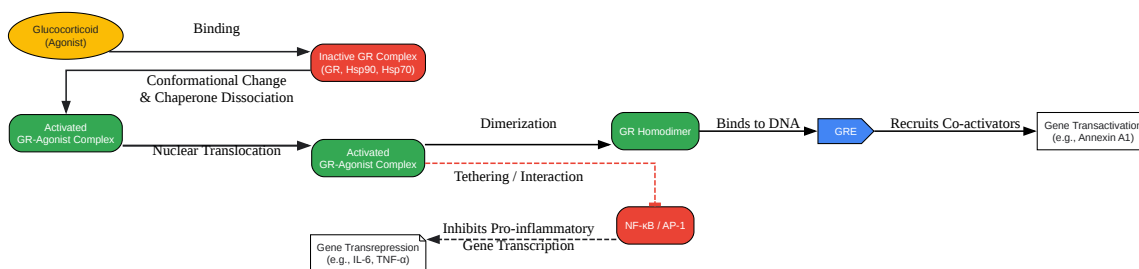 Glucocorticoid
(Agonist)
Binding
Inactive GR Complex
(GR, Hsp90, Hsp70)
Conformational Change
& Chaperone Dissociation
Activated
GR-Agonist Complex
Nuclear Translocation
Activated
GR-Agonist Complex
Dimerization
GR Homodimer
Binds to DNA
GRE
Recruits Co-activators
Gene Transactivation
(e.g., Annexin A1)
Tethering / Interaction
NF-κB / AP-1
Inhibits Pro-inflammatory
Gene Transcription
Gene Transrepression
(e.g., IL-6, TNF-α)